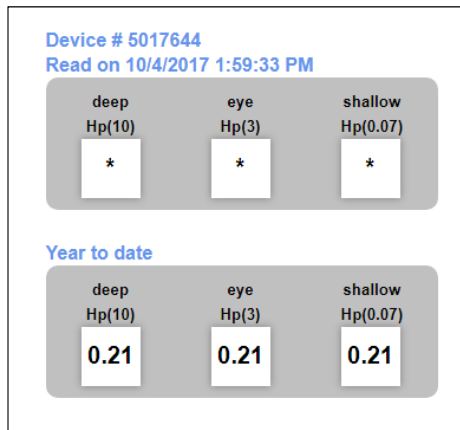 Device # 5017644
Read on 10/4/2017 1:59:33 PM
deep eye shallow
Hp(10) Hp(3) Hp(0.07)
* * *
Year to date
deep eye shallow
Hp(10) Hp(3) Hp(0.07)
0.21 0.21 0.21